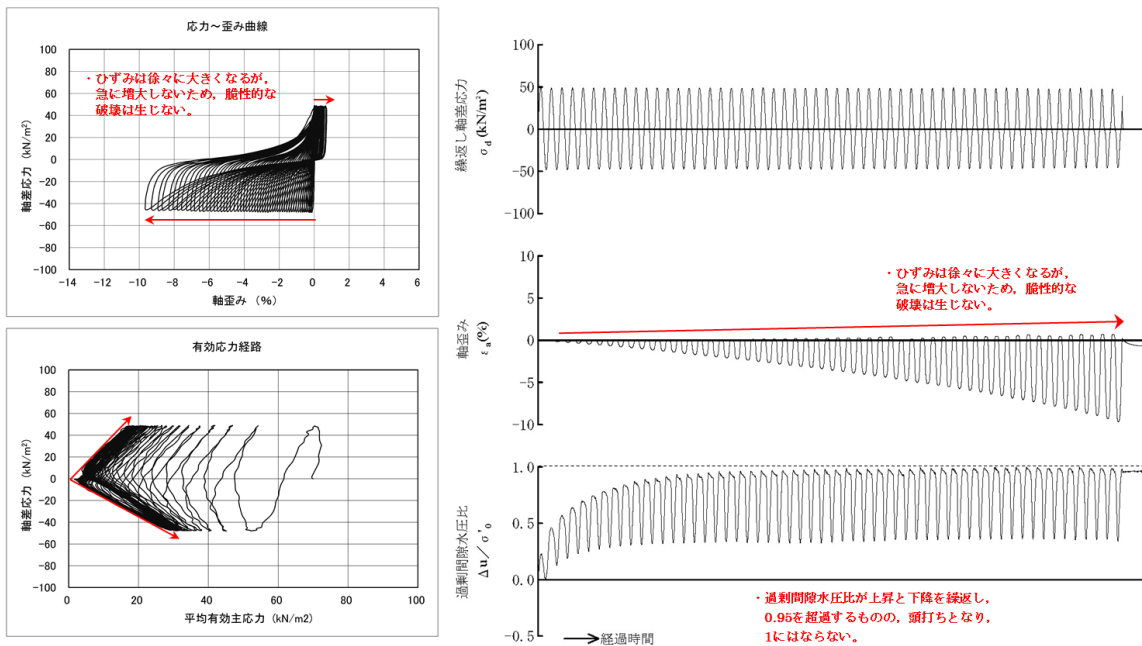 応力～歪み曲線
・ひずみは徐々に大きくなるが，
急に増大しないため，脆性的な
破壊は生じない。
軸差応力（kN/m²）
100
80
60
40
20
0
-20
-40
-60
-80
-100
-14 -12 -10 -8 -6 -4 -2 0 2 4 6
軸歪み （%）
有効応力経路
軸差応力（kN/m²）
100
80
60
40
20
0
-20
-40
-60
-80
-100
0 20 40 60 80 100
平均有効主応力（kN/m2）
繰返し軸差応力
σd(kN/m²)
100
50
0
-50
-100
軸歪み
εa(%)
10
5
0
-5
-10
・ひずみは徐々に大きくなるが，
急に増大しないため，脆性的な
破壊は生じない。
過剰間隙水圧比
Δu／σ'0
1.0
0.5
0.0
-0.5
・過剰間隙水圧比が上昇と下降を繰返し，
0.95を超過するものの，頭打ちとなり，
1にはならない。
経過時間